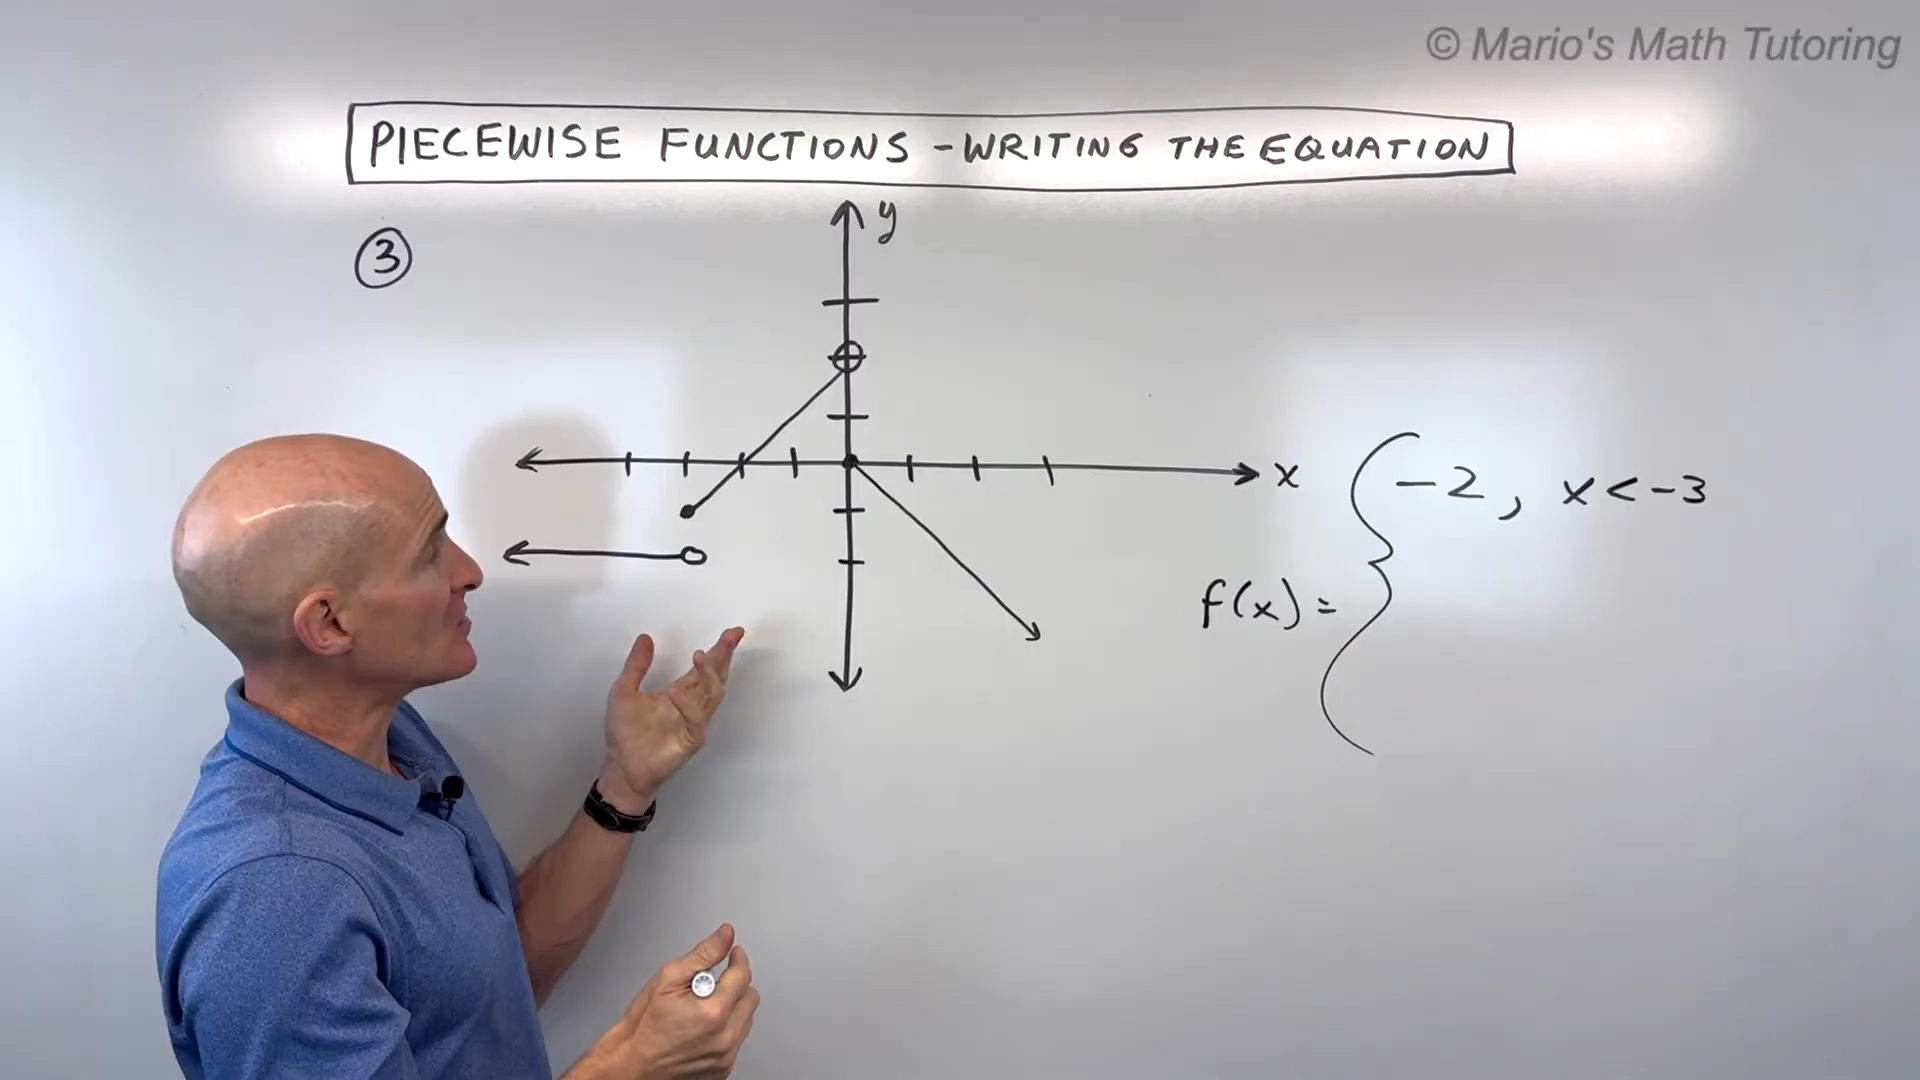 © Mario's Math Tutoring
PIECEWISE FUNCTIONS - WRITING THE EQUATION
3
y
x
-2, x < -3
f(x) =